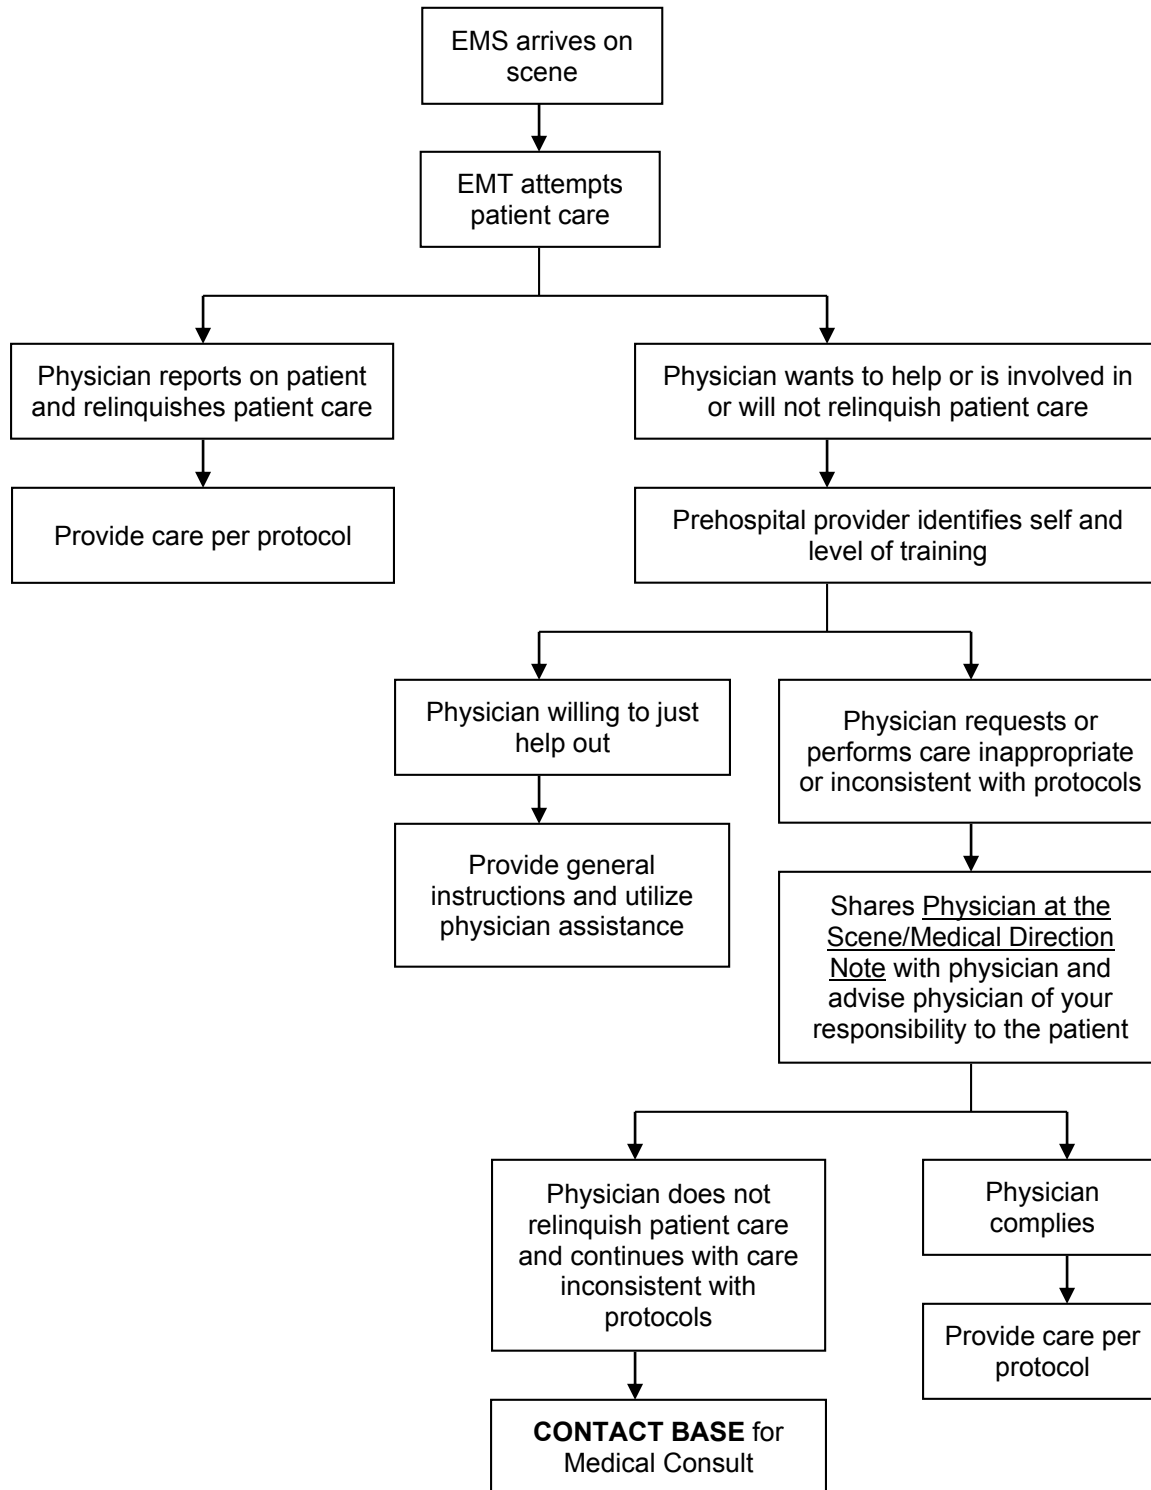 EMS arrives on
scene
EMT attempts
patient care
Physician reports on patient
and relinquishes patient care
Physician wants to help or is involved in
or will not relinquish patient care
Provide care per protocol
Prehospital provider identifies self and
level of training
Physician willing to just
help out
Physician requests or
performs care inappropriate
or inconsistent with protocols
Provide general
instructions and utilize
physician assistance
Shares Physician at the
Scene/Medical Direction
Note with physician and
advise physician of your
responsibility to the patient
Physician does not
relinquish patient care
and continues with care
inconsistent with
protocols
Physician
complies
Provide care per
protocol
CONTACT BASE for
Medical Consult